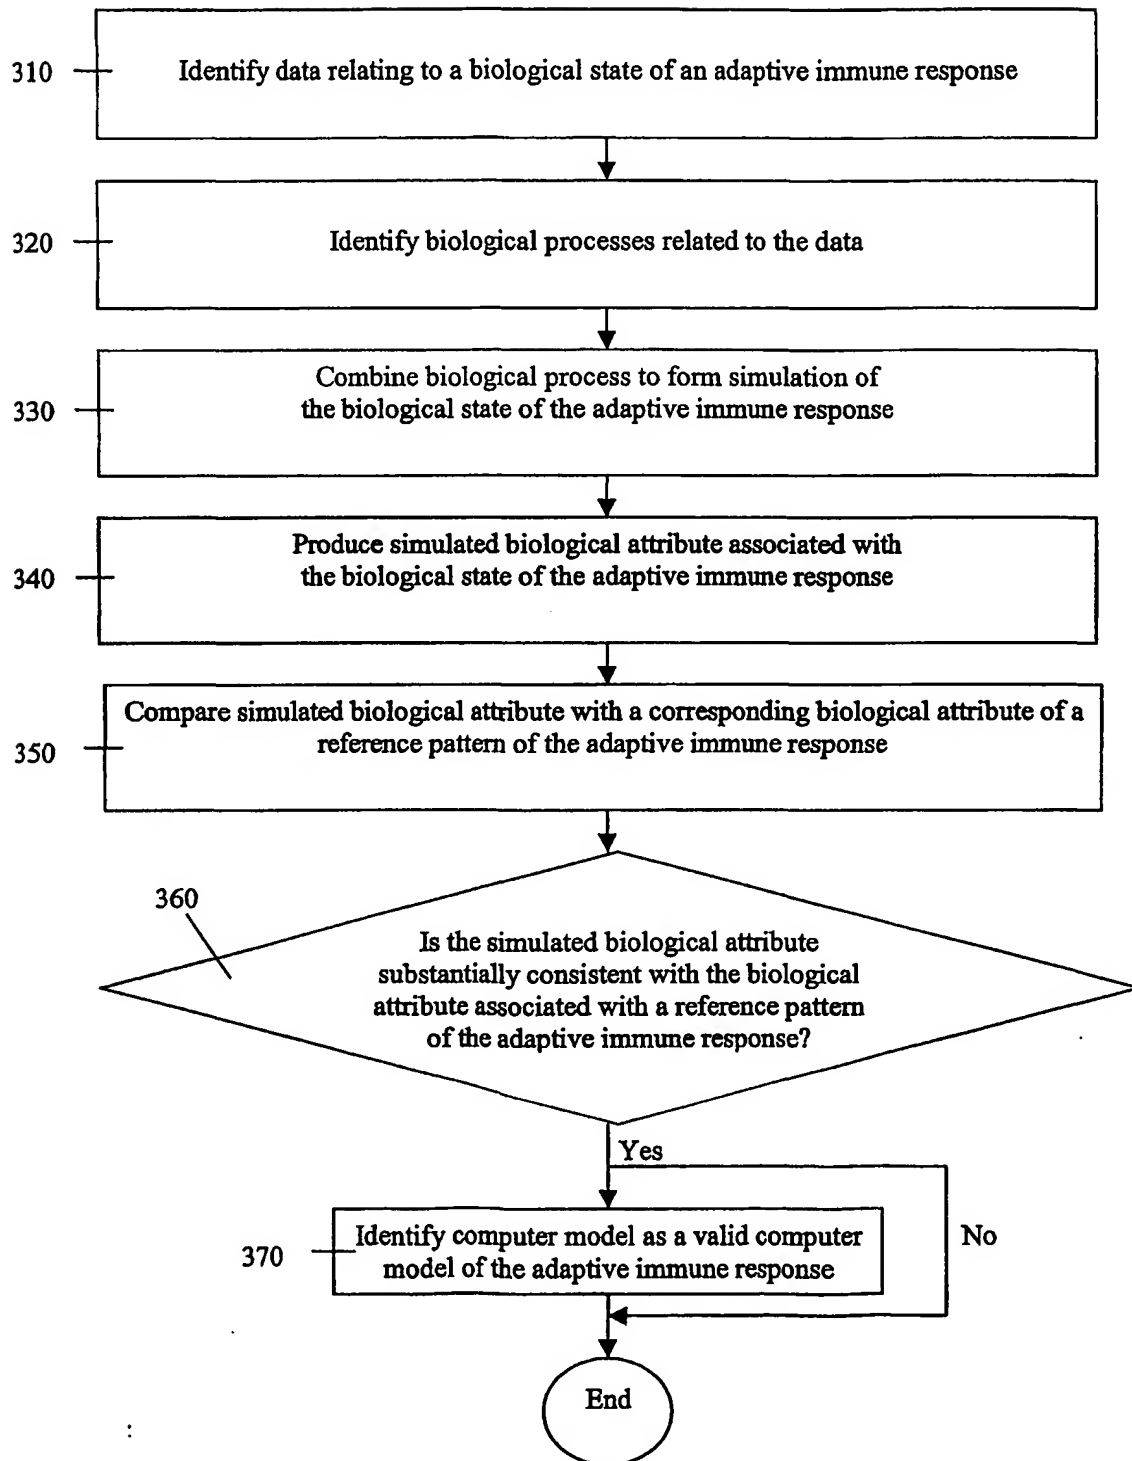 310
Identify data relating to a biological state of an adaptive immune response
320
Identify biological processes related to the data
330
Combine biological process to form simulation of
the biological state of the adaptive immune response
340
Produce simulated biological attribute associated with
the biological state of the adaptive immune response
350
Compare simulated biological attribute with a corresponding biological attribute of a
reference pattern of the adaptive immune response
360
Is the simulated biological attribute
substantially consistent with the biological
attribute associated with a reference pattern
of the adaptive immune response?
Yes
No
370
Identify computer model as a valid computer
model of the adaptive immune response
End